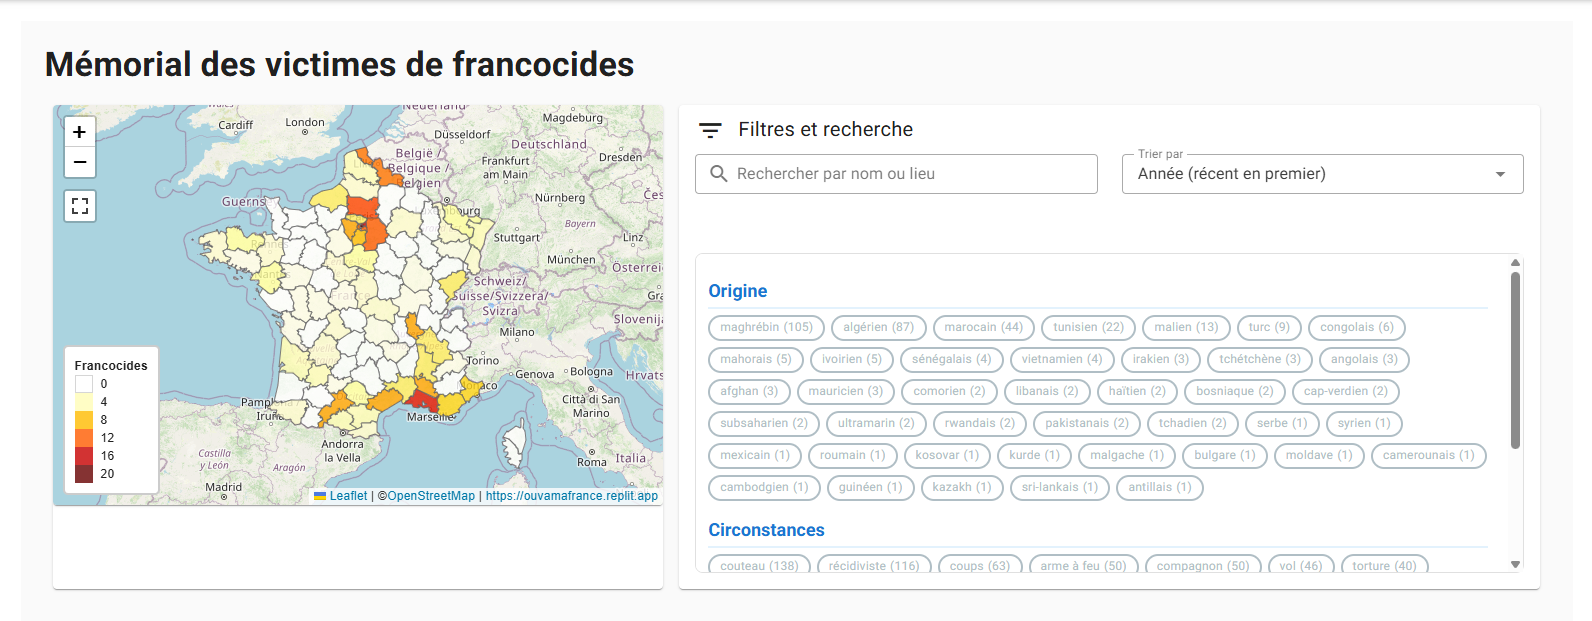 Mémorial des victimes de francocides
+
−
Cardiff
London
Nederland
Magdeburg
Düsseldorf
Deutschland
België /
Belgique /
Belgien
Frankfurt
am Main
Dresden
Guernsey
Nürnberg
Bayern
Stuttgart
Linz
München
Österrei
Schweiz/
Suisse/Svizzera/
Svizra
Slovenij
Milano
Torino
Genova
Bologna
Hrvats
Città di San
Marino
Marseille
Andorra
la Vella
Castilla
y León
Aragón
Madrid
Roma
Italia
Francocides
0
4
8
12
16
20
Leaflet | ©OpenStreetMap | https://ouvamafrance.replit.app
Filtres et recherche
Rechercher par nom ou lieu
Trier par
Année (récent en premier)
Origine
maghrébin (105) algérien (87) marocain (44) tunisien (22) malien (13) turc (9) congolais (6)
mahorais (5) ivoirien (5) sénégalais (4) vietnamien (4) irakien (3) tchétchène (3) angolais (3)
afghan (3) mauricien (3) comorien (2) libanais (2) haïtien (2) bosniaque (2) cap-verdien (2)
subsaharien (2) ultramarin (2) rwandais (2) pakistanais (2) tchadien (2) serbe (1) syrien (1)
mexicain (1) roumain (1) kosovar (1) kurde (1) malgache (1) bulgare (1) moldave (1) camerounais (1)
cambodgien (1) guinéen (1) kazakh (1) sri-lankais (1) antillais (1)
Circonstances
couteau (138) récidiviste (116) coups (63) arme à feu (50) compagnon (50) vol (46) torture (40)